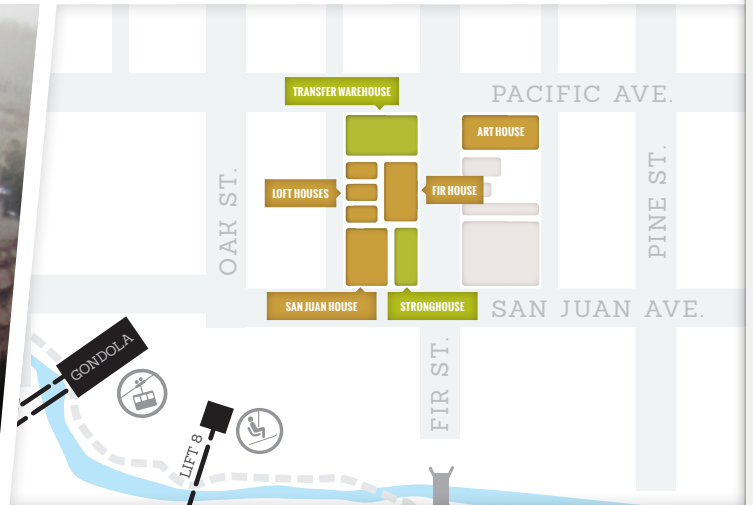 TRANSFER WAREHOUSE
PACIFIC AVE.
ART HOUSE
LOFT HOUSES
FIR HOUSE
OAK ST.
PINE ST.
SAN JUAN HOUSE
STRONGHOUSE
SAN JUAN AVE.
GONDOLA
FIR ST.
LIFT 8